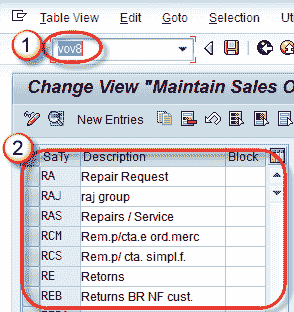 Table View Edit Goto Selection Ut
1
vov8
Change View "Maintain Sales O
New Entries
2
SaTy Description Block
RA Repair Request
RAJ raj group
RAS Repairs / Service
RCM Rem.p/cta.e ord.merc
RCS Rem.p/ cta. simpl.f.
RE Retorns
REB Returns BR NF cust.